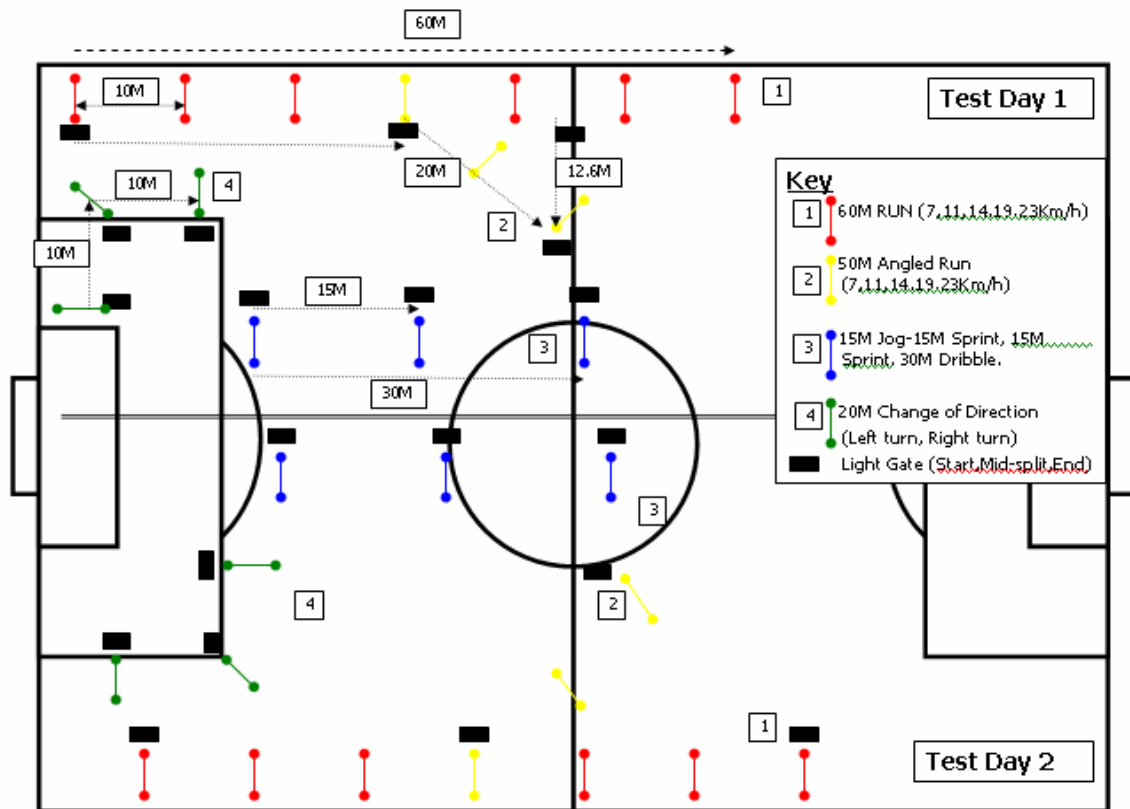 60M
10M
1
Test Day 1
20M
12.6M
10M
4
2
10M
15M
3
30M
Key
1
60M RUN (7,11,14,19,23Km/h)
2
50M Angled Run
(7,11,14,19,23Km/h)
3
15M Jog-15M Sprint, 15M
Sprint, 30M Dribble.
4
20M Change of Direction
(Left turn, Right turn)
Light Gate (Start,Mid-split,End)
3
4
2
1
Test Day 2